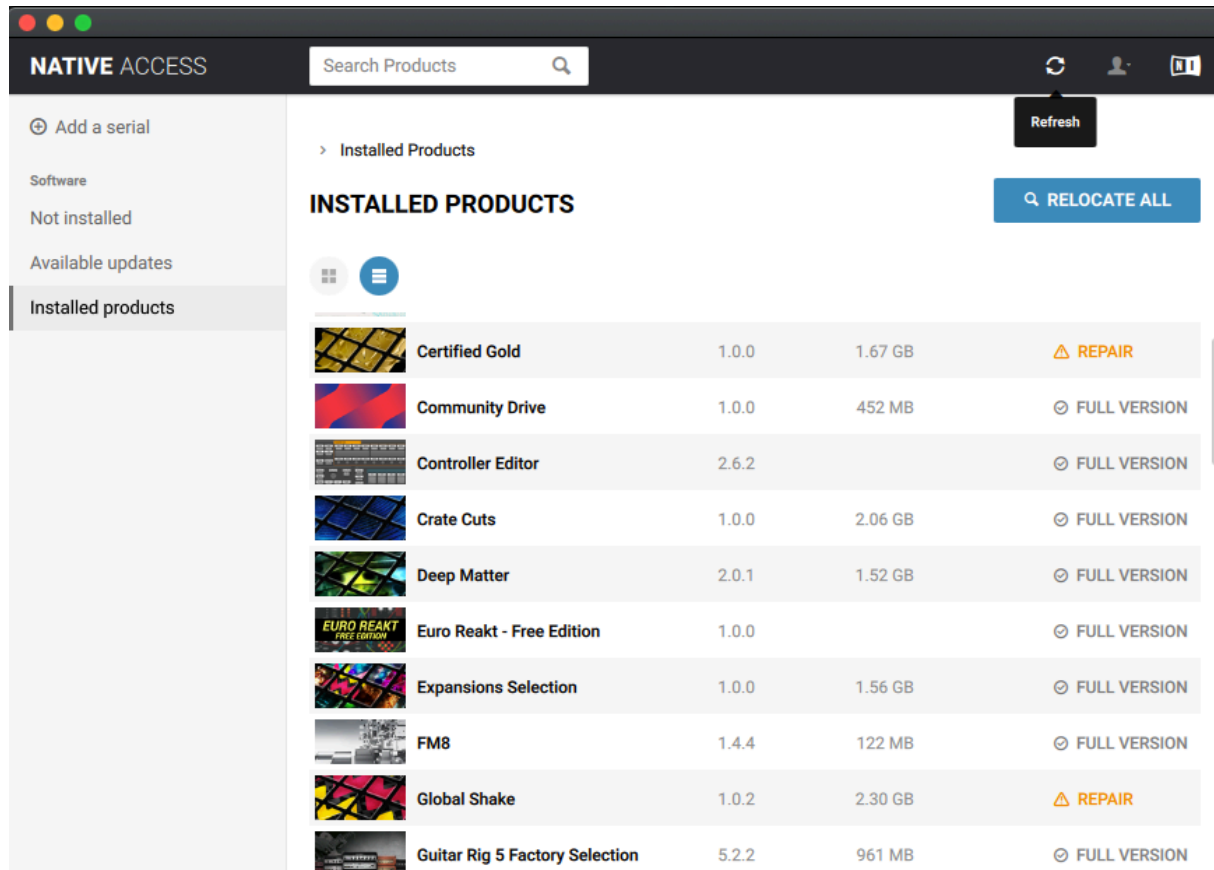 NATIVE ACCESS
Search Products
NI
Refresh
Add a serial
Software
Not installed
Available updates
Installed products
> Installed Products
INSTALLED PRODUCTS
RELOCATE ALL
Certified Gold 1.0.0 1.67 GB REPAIR
Community Drive 1.0.0 452 MB FULL VERSION
Controller Editor 2.6.2 FULL VERSION
Crate Cuts 1.0.0 2.06 GB FULL VERSION
Deep Matter 2.0.1 1.52 GB FULL VERSION
EURO REAKT
FREE EDITION
Euro Reakt - Free Edition 1.0.0 FULL VERSION
Expansions Selection 1.0.0 1.56 GB FULL VERSION
FM8 1.4.4 122 MB FULL VERSION
Global Shake 1.0.2 2.30 GB REPAIR
Guitar Rig 5 Factory Selection 5.2.2 961 MB FULL VERSION